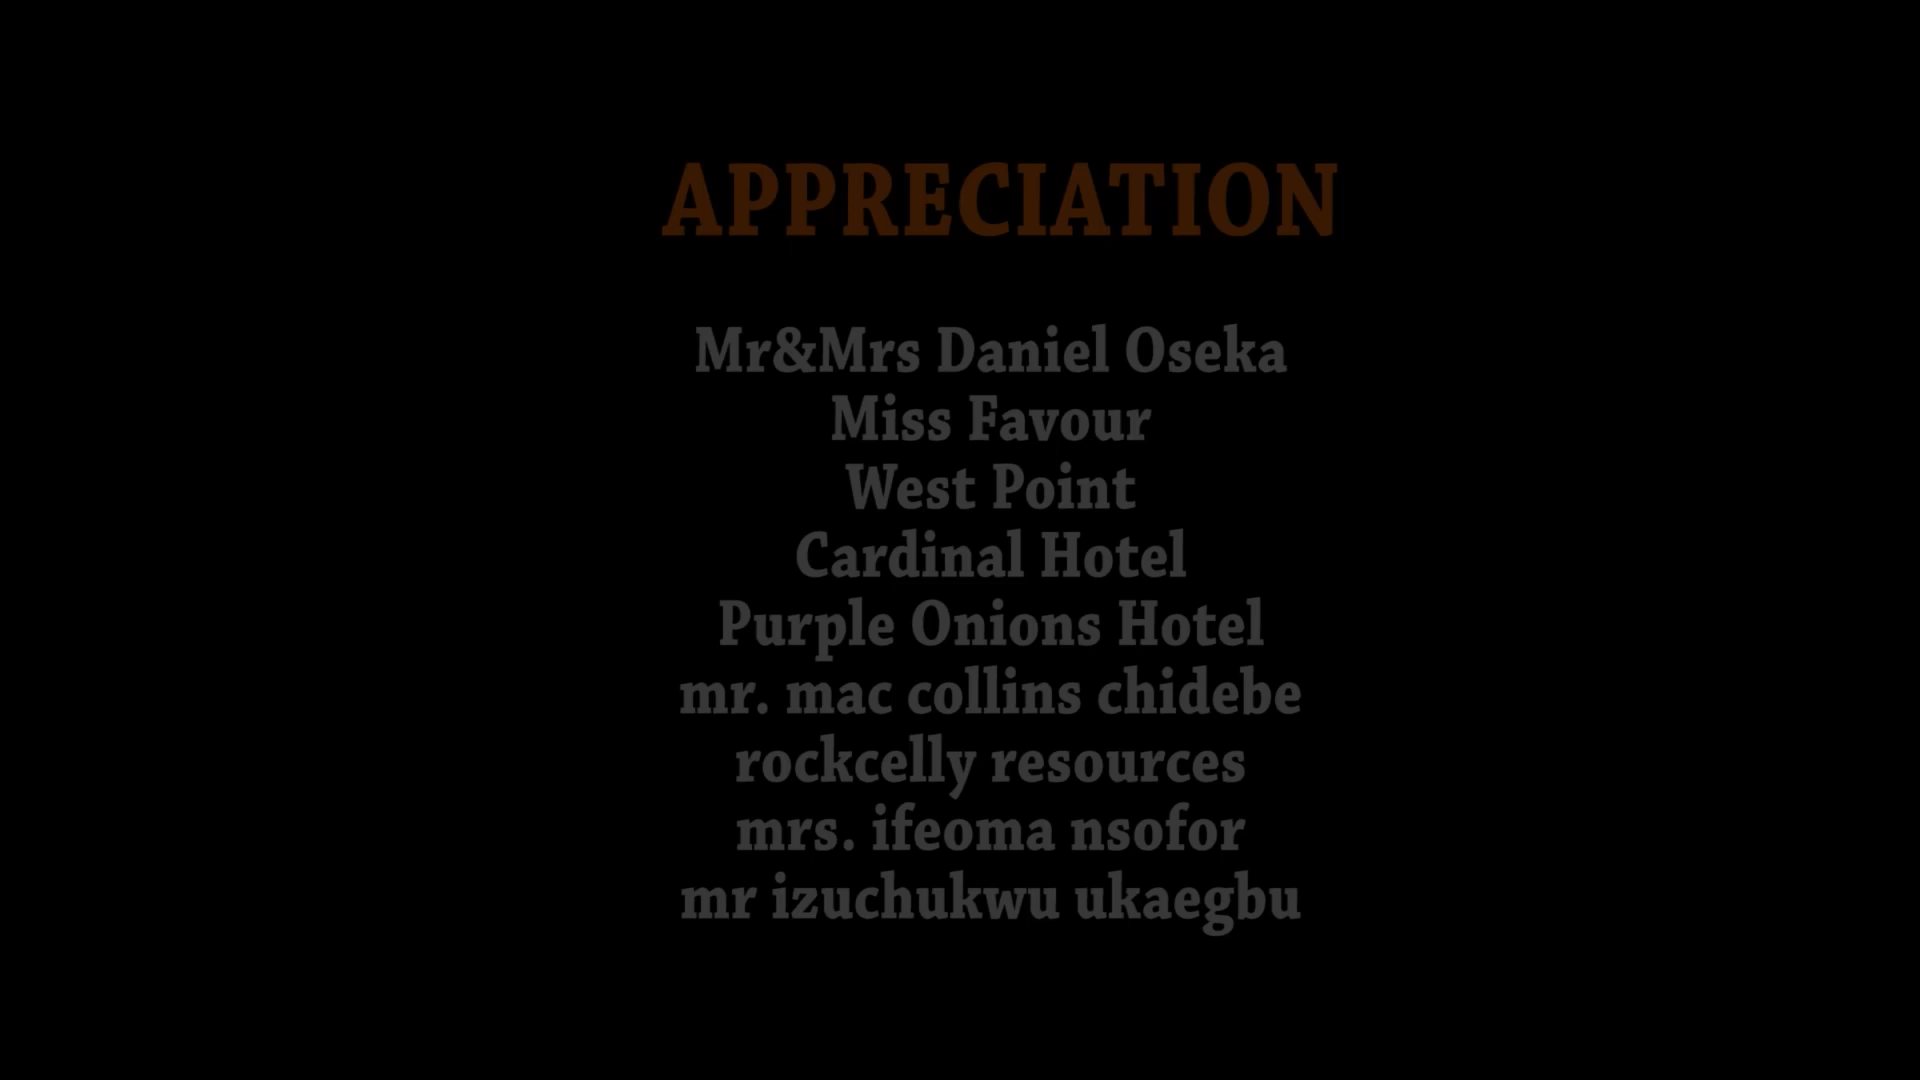 APPRECIATION
Mr&Mrs Daniel Oseka
Miss Favour
West Point
Cardinal Hotel
Purple Onions Hotel
mr. mac collins chidebe
rockcelly resources
mrs. ifeoma nsofor
mr izuchukwu ukaegbu